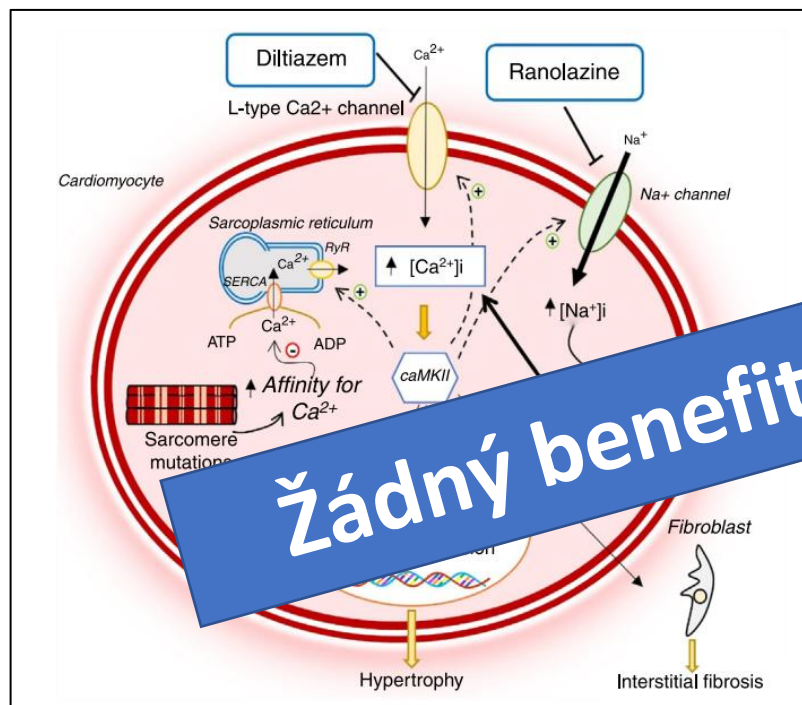 Diltiazem
Ca2+
Ranolazine
L-type Ca2+ channel
Na+
Cardiomyocyte
Na+ channel
Sarcoplasmic reticulum
RyR
Ca2+
SERCA
[Ca2+]i
[Na+]i
Ca2+
ATP
ADP
caMKII
Affinity for
Ca2+
Sarcomere
mutations
Žádný benefit
Fibroblast
Hypertrophy
Interstitial fibrosis